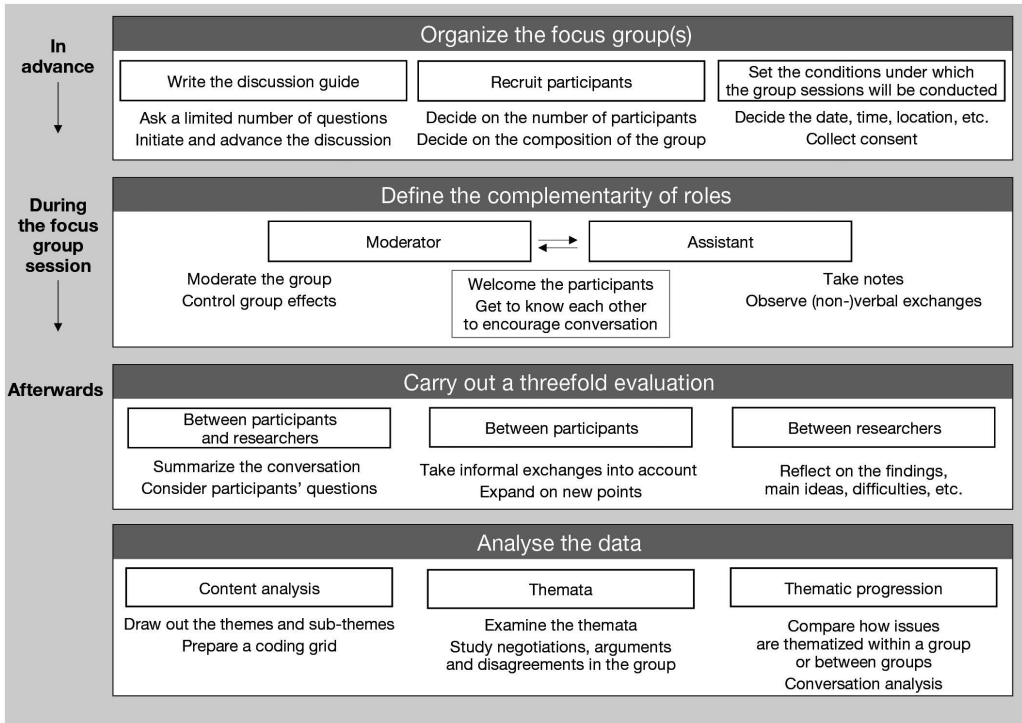 In
advance
Organize the focus group(s)
Write the discussion guide
Ask a limited number of questions
Initiate and advance the discussion
Recruit participants
Decide on the number of participants
Decide on the composition of the group
Set the conditions under which
the group sessions will be conducted
Decide the date, time, location, etc.
Collect consent
During
the focus
group
session
Define the complementarity of roles
Moderator
Assistant
Moderate the group
Control group effects
Welcome the participants
Get to know each other
to encourage conversation
Take notes
Observe (non-)verbal exchanges
Afterwards
Carry out a threefold evaluation
Between participants
and researchers
Summarize the conversation
Consider participants’ questions
Between participants
Take informal exchanges into account
Expand on new points
Between researchers
Reflect on the findings,
main ideas, difficulties, etc.
Analyse the data
Content analysis
Draw out the themes and sub-themes
Prepare a coding grid
Themata
Examine the themata
Study negotiations, arguments
and disagreements in the group
Thematic progression
Compare how issues
are thematized within a group
or between groups
Conversation analysis